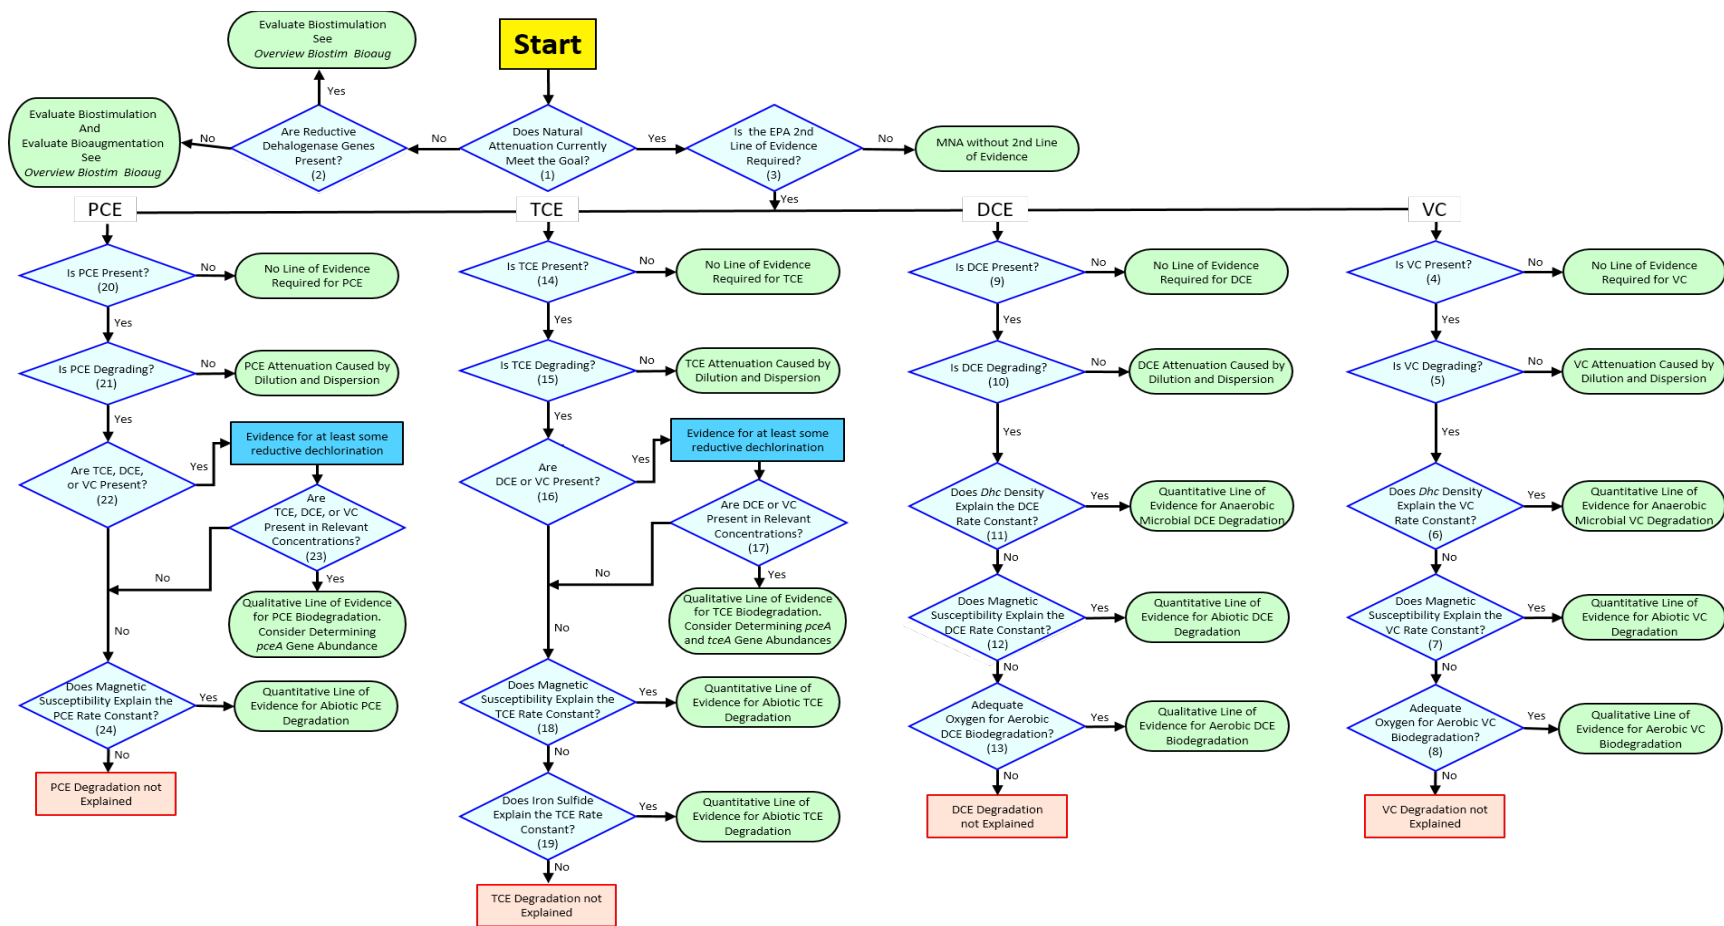 Start
Evaluate Biostimulation
See
Overview Biostim Bioaug
Yes
Evaluate Biostimulation
And
Evaluate Bioaugmentation
See
Overview Biostim Bioaug
No
Are Reductive
Dehalogenase Genes
Present?
(2)
No
Does Natural
Attenuation Currently
Meet the Goal?
(1)
Yes
Is the EPA 2nd
Line of Evidence
Required?
(3)
No
MNA without 2nd Line
of Evidence
Yes
PCE
TCE
DCE
VC
Is PCE Present?
(20)
No
No Line of Evidence
Required for PCE
Yes
Is PCE Degrading?
(21)
No
PCE Attenuation Caused by
Dilution and Dispersion
Yes
Are TCE, DCE,
or VC Present?
(22)
Yes
Evidence for at least some
reductive dechlorination
Are
TCE, DCE, or VC
Present in Relevant
Concentrations?
(23)
No
Yes
Qualitative Line of Evidence
for PCE Biodegradation.
Consider Determining
pceA Gene Abundance
No
Does Magnetic
Susceptibility Explain the
PCE Rate Constant?
(24)
Yes
Quantitative Line of
Evidence for Abiotic PCE
Degradation
No
PCE Degradation not
Explained
Is TCE Present?
(14)
No
No Line of Evidence
Required for TCE
Yes
Is TCE Degrading?
(15)
No
TCE Attenuation Caused by
Dilution and Dispersion
Yes
Are
DCE or VC Present?
(16)
Yes
Evidence for at least some
reductive dechlorination
Are DCE or VC
Present in Relevant
Concentrations?
(17)
No
Yes
Qualitative Line of Evidence
for TCE Biodegradation.
Consider Determining pceA
and tceA Gene Abundances
No
Does Magnetic
Susceptibility Explain the
TCE Rate Constant?
(18)
Yes
Quantitative Line of
Evidence for Abiotic TCE
Degradation
No
Does Iron Sulfide
Explain the TCE Rate
Constant?
(19)
Yes
Quantitative Line of
Evidence for Abiotic TCE
Degradation
No
TCE Degradation not
Explained
Is DCE Present?
(9)
No
No Line of Evidence
Required for DCE
Yes
Is DCE Degrading?
(10)
No
DCE Attenuation Caused by
Dilution and Dispersion
Yes
Does Dhc Density
Explain the DCE
Rate Constant?
(11)
Yes
Quantitative Line of
Evidence for Anaerobic
Microbial DCE Degradation
No
Does Magnetic
Susceptibility Explain the
DCE Rate Constant?
(12)
Yes
Quantitative Line of
Evidence for Abiotic DCE
Degradation
No
Adequate
Oxygen for Aerobic
DCE Biodegradation?
(13)
Yes
Qualitative Line of
Evidence for Aerobic DCE
Biodegradation
No
DCE Degradation
not Explained
Is VC Present?
(4)
No
No Line of Evidence
Required for VC
Yes
Is VC Degrading?
(5)
No
VC Attenuation Caused by
Dilution and Dispersion
Yes
Does Dhc Density
Explain the VC
Rate Constant?
(6)
Yes
Quantitative Line of
Evidence for Anaerobic
Microbial VC Degradation
No
Does Magnetic
Susceptibility Explain the
VC Rate Constant?
(7)
Yes
Quantitative Line of
Evidence for Abiotic VC
Degradation
No
Adequate
Oxygen for Aerobic VC
Biodegradation?
(8)
Yes
Qualitative Line of
Evidence for Aerobic VC
Biodegradation
No
VC Degradation not
Explained